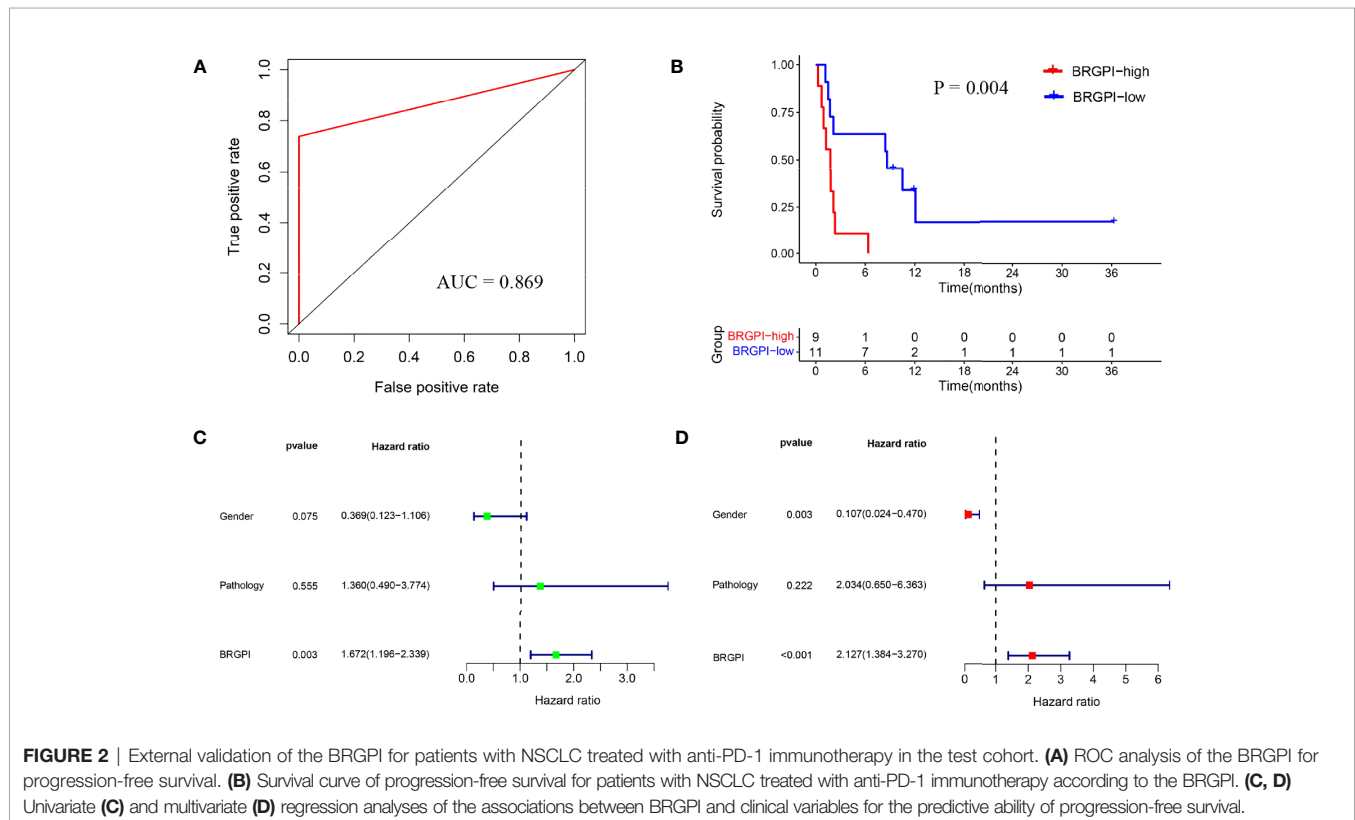 A
1.0
0.8
0.6
0.4
0.2
0.0
True positive rate
AUC = 0.869
0.0 0.2 0.4 0.6 0.8 1.0
False positive rate
B
1.00
0.75
0.50
0.25
0.00
Survival probability
P = 0.004
BRGPI-high
BRGPI-low
0 6 12 18 24 30 36
Time(months)
Group
BRGPI-high 9 1 0 0 0 0 0
BRGPI-low 11 7 2 1 1 1 1
0 6 12 18 24 30 36
Time(months)
C
pvalue Hazard ratio
Gender 0.075 0.369(0.123-1.106)
Pathology 0.555 1.360(0.490-3.774)
BRGPI 0.003 1.672(1.196-2.339)
0.0 1.0 2.0 3.0
Hazard ratio
D
pvalue Hazard ratio
Gender 0.003 0.107(0.024-0.470)
Pathology 0.222 2.034(0.650-6.363)
BRGPI <0.001 2.127(1.384-3.270)
0 1 2 3 4 5 6
Hazard ratio
FIGURE 2 | External validation of the BRGPI for patients with NSCLC treated with anti-PD-1 immunotherapy in the test cohort. (A) ROC analysis of the BRGPI for
progression-free survival. (B) Survival curve of progression-free survival for patients with NSCLC treated with anti-PD-1 immunotherapy according to the BRGPI. (C, D)
Univariate (C) and multivariate (D) regression analyses of the associations between BRGPI and clinical variables for the predictive ability of progression-free survival.